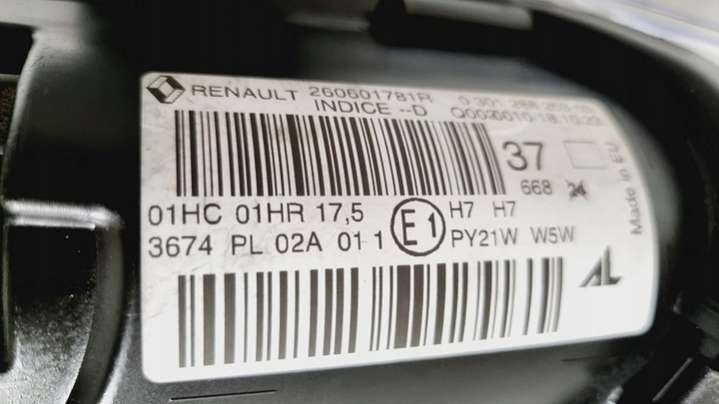 RENAULT 260601781R
INDICE --D
37
668 24
01HC 01HR 17,5
3674 PL 02A 01 1
E1
H7 H7
PY21W W5W
AL
Made in EU